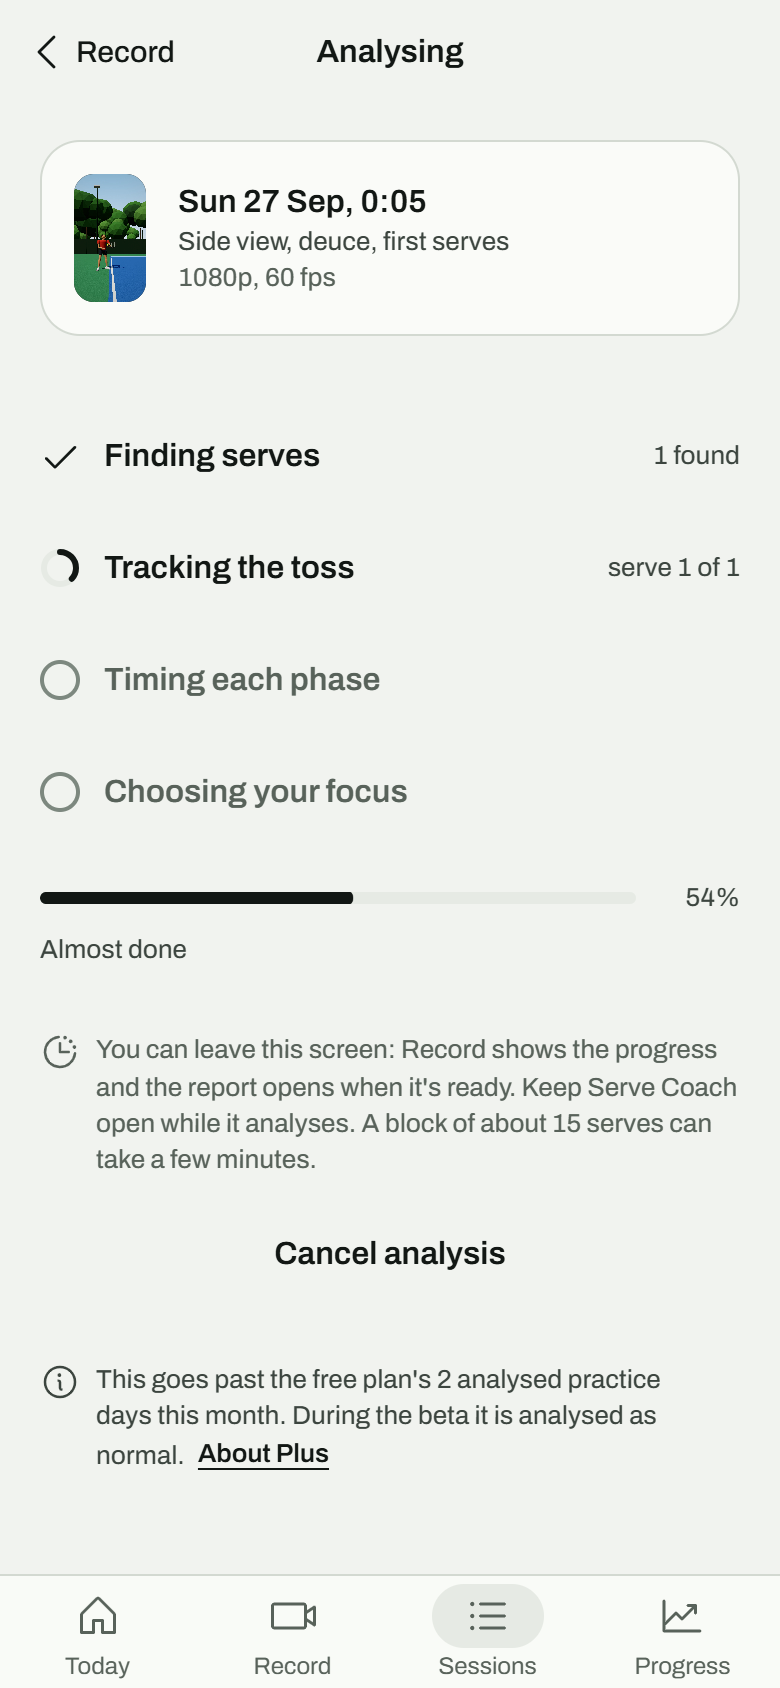 Record
Analysing
Sun 27 Sep, 0:05
Side view, deuce, first serves
1080p, 60 fps
Finding serves
1 found
Tracking the toss
serve 1 of 1
Timing each phase
Choosing your focus
54%
Almost done
You can leave this screen: Record shows the progress
and the report opens when it's ready. Keep Serve Coach
open while it analyses. A block of about 15 serves can
take a few minutes.
Cancel analysis
This goes past the free plan's 2 analysed practice
days this month. During the beta it is analysed as
normal. About Plus
Today
Record
Sessions
Progress